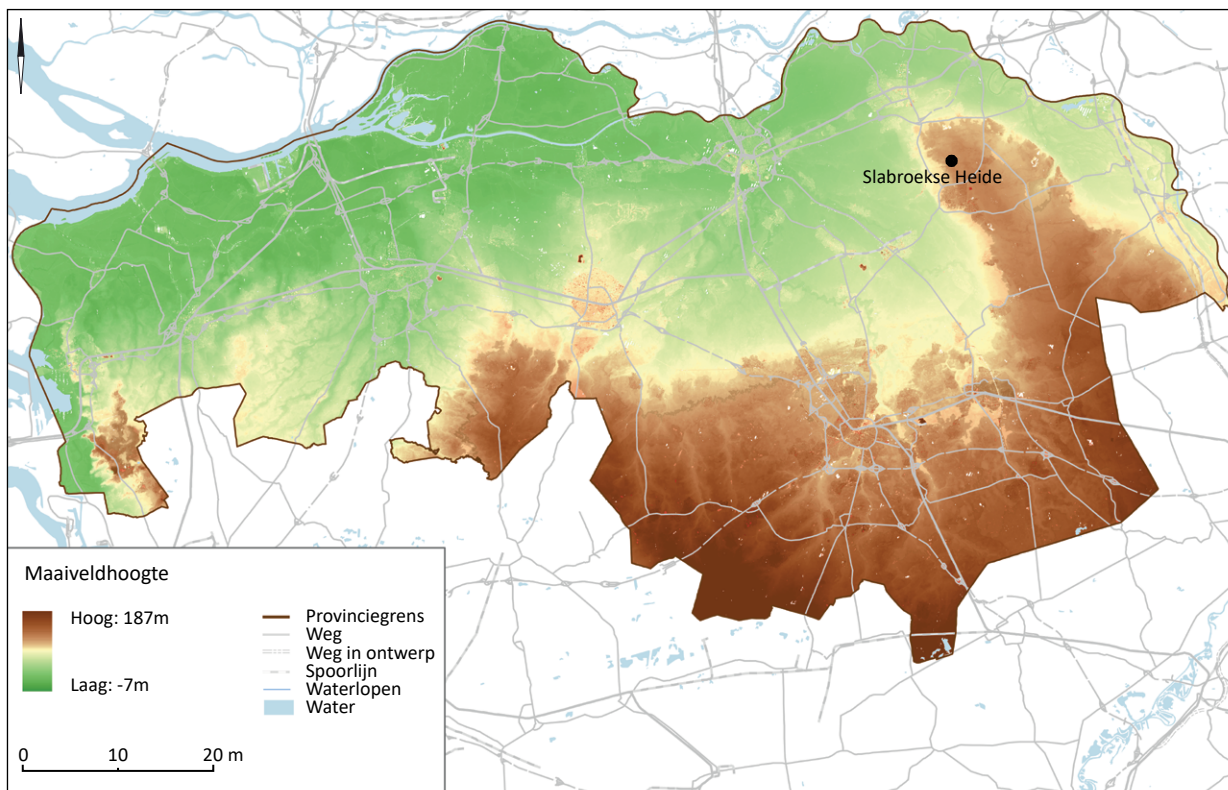 Slabroekse Heide
Maaiveldhoogte
Hoog: 187m
Laag: -7m
Provinciegrens
Weg
Weg in ontwerp
Spoorlijn
Waterlopen
Water
0 10 20 m